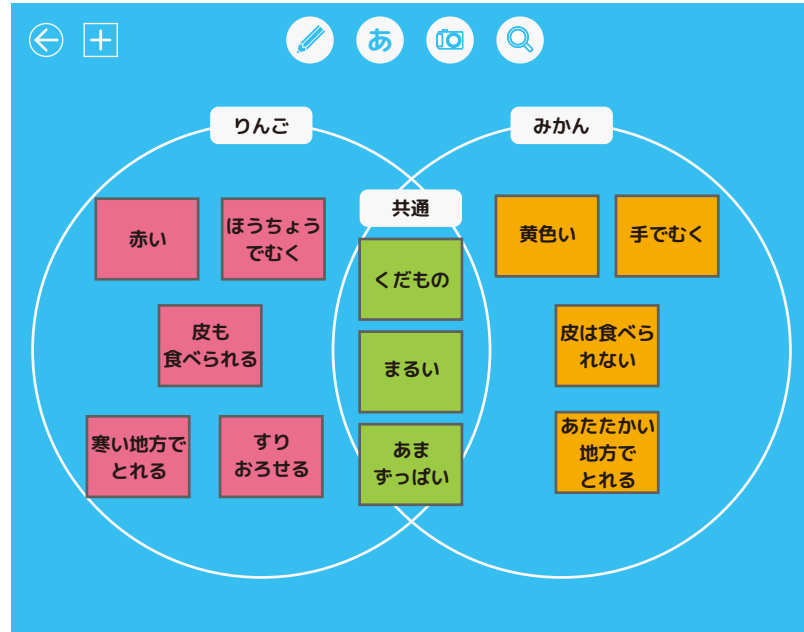 あ
りんご
みかん
共通
赤い
ほうちょう
でむく
皮も
食べられる
寒い地方で
とれる
すり
おろせる
くだもの
まるい
あま
ずっぱい
黄色い
手でむく
皮は食べら
れない
あたたかい
地方で
とれる